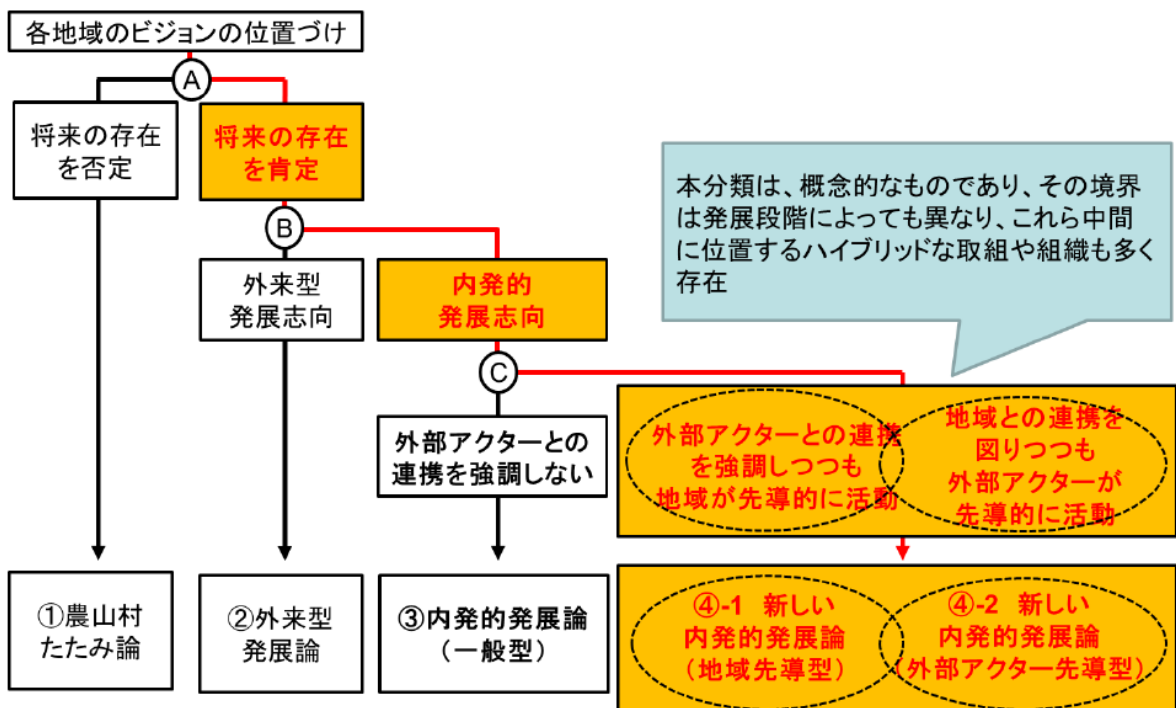 各地域のビジョンの位置づけ
A
将来の存在
を否定
将来の存在
を肯定
本分類は、概念的なものであり、その境界
は発展段階によっても異なり、これら中間
に位置するハイブリッドな取組や組織も多く
存在
B
外来型
発展志向
内発的
発展志向
C
外部アクターとの
連携を強調しない
外部アクターとの連携
を強調しつつも
地域が先導的に活動
地域との連携を
図りつつも
外部アクターが
先導的に活動
①農山村
たたみ論
②外来型
発展論
③内発的発展論
（一般型）
④-1 新しい
内発的発展論
（地域先導型）
④-2 新しい
内発的発展論
（外部アクター先導型）